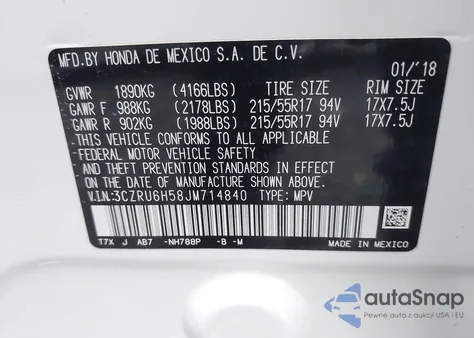 MFD.BY HONDA DE MEXICO S.A. DE C.V.
01/'18
GVWR 1890KG (4166LBS) TIRE SIZE RIM SIZE
GAWR F 988KG (2178LBS) 215/55R17 94V 17X7.5J
GAWR R 902KG (1988LBS) 215/55R17 94V 17X7.5J
THIS VEHICLE CONFORMS TO ALL APPLICABLE
FEDERAL MOTOR VEHICLE SAFETY
AND THEFT PREVENTION STANDARDS IN EFFECT
ON THE DATE OF MANUFACTURE SHOWN ABOVE.
V.I.N:3CZRU6H58JM714840 TYPE: MPV
T7X J AB7 -NH788P -B -M
MADE IN MEXICO
autoSnap
Pewne auta z USA i EU